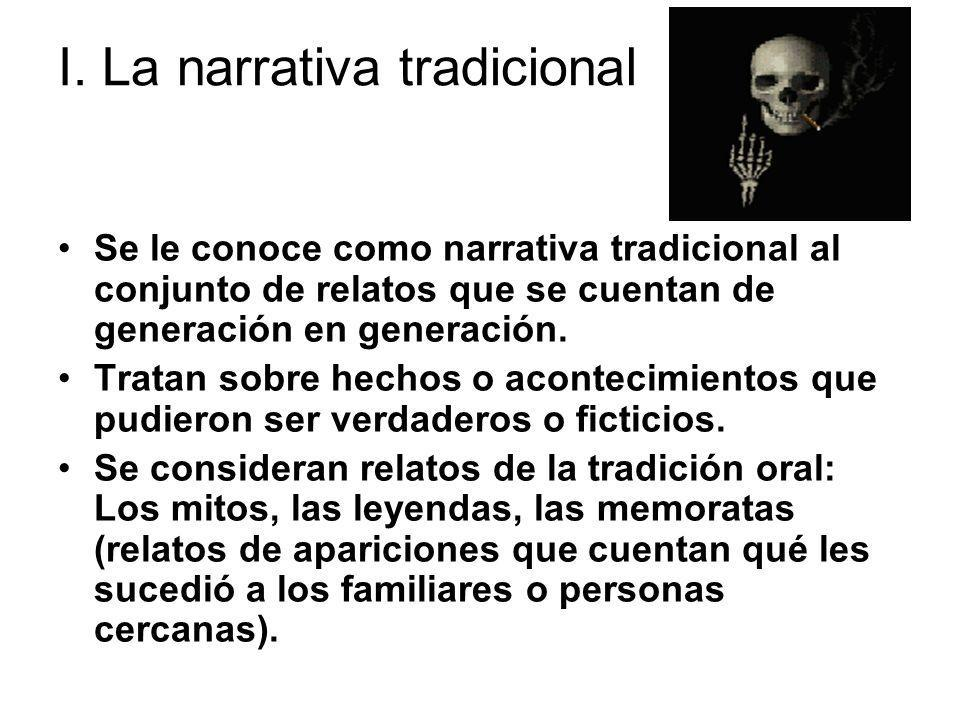 I. La narrativa tradicional
• Se le conoce como narrativa tradicional al
conjunto de relatos que se cuentan de
generación en generación.
• Tratan sobre hechos o acontecimientos que
pudieron ser verdaderos o ficticios.
• Se consideran relatos de la tradición oral:
Los mitos, las leyendas, las memoratas
(relatos de apariciones que cuentan qué les
sucedió a los familiares o personas
cercanas).